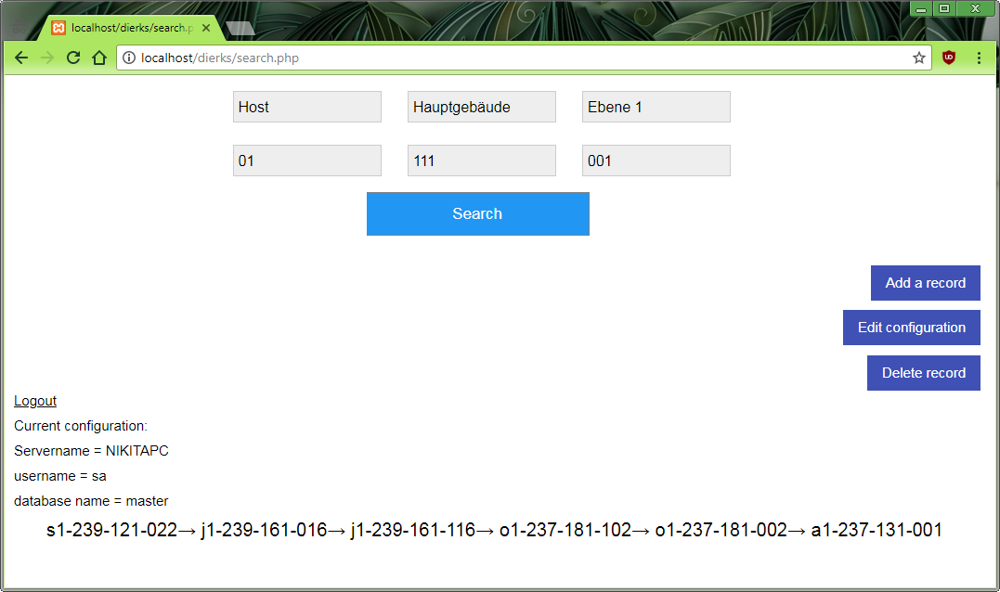 localhost/dierks/search.p
localhost/dierks/search.php
Host Hauptgebäude Ebene 1
01 111 001
Search
Add a record
Edit configuration
Delete record
Logout
Current configuration:
Servername = NIKITAPC
username = sa
database name = master
s1-239-121-022→ j1-239-161-016→ j1-239-161-116→ o1-237-181-102→ o1-237-181-002→ a1-237-131-001